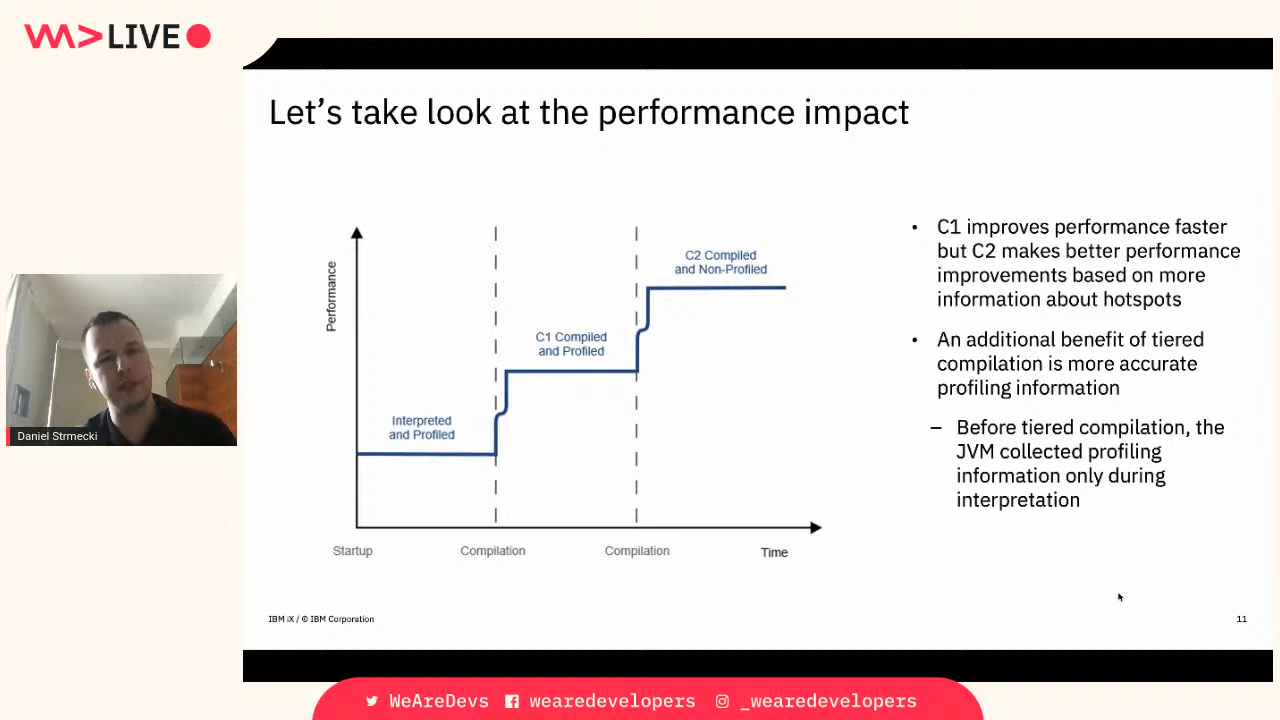 LIVE
Let's take look at the performance impact
Performance
C2 Compiled
and Non-Profiled
C1 Compiled
and Profiled
Interpreted
and Profiled
Startup
Compilation
Compilation
Time
• C1 improves performance faster
but C2 makes better performance
improvements based on more
information about hotspots
• An additional benefit of tiered
compilation is more accurate
profiling information
– Before tiered compilation, the
JVM collected profiling
information only during
interpretation
Daniel Strmecki
IBM iX / © IBM Corporation
11
WeAreDevs wearedevelopers _wearedevelopers